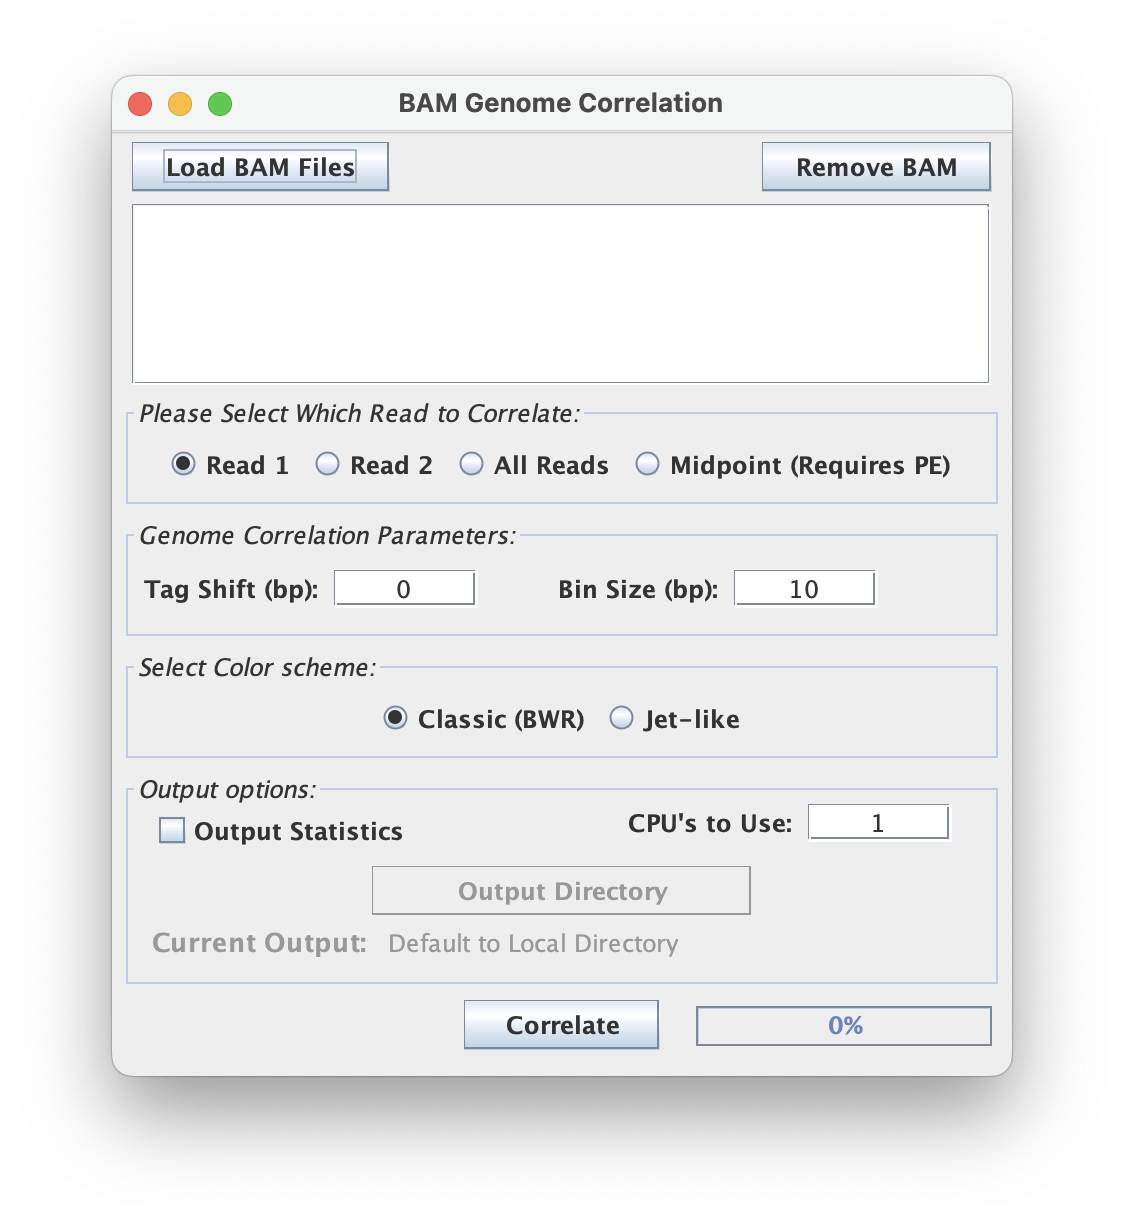 BAM Genome Correlation
Load BAM Files Remove BAM
Please Select Which Read to Correlate:
Read 1 Read 2 All Reads Midpoint (Requires PE)
Genome Correlation Parameters:
Tag Shift (bp): 0 Bin Size (bp): 10
Select Color scheme:
Classic (BWR) Jet-like
Output options:
Output Statistics CPU's to Use: 1
Output Directory
Current Output: Default to Local Directory
Correlate 0%